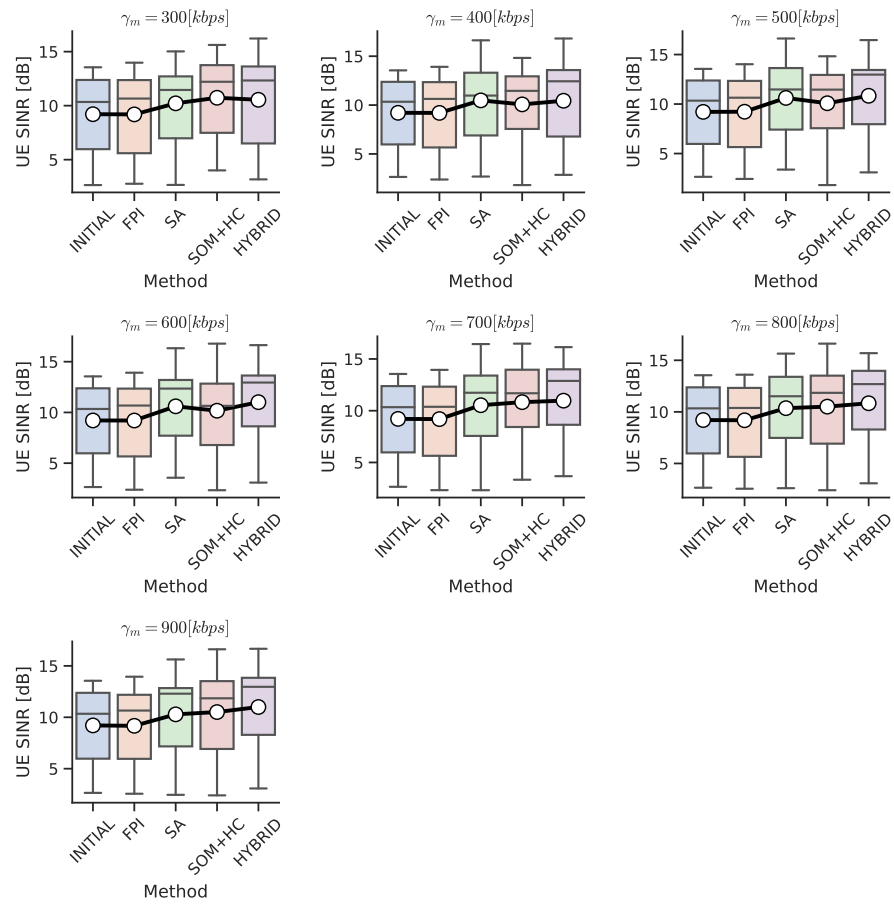 γm = 300[kbps]
γm = 400[kbps]
γm = 500[kbps]
UE SINR [dB]
15
10
5
INITIAL
FPI
SA
SOM+HC
HYBRID
Method
UE SINR [dB]
15
10
5
INITIAL
FPI
SA
SOM+HC
HYBRID
Method
UE SINR [dB]
15
10
5
INITIAL
FPI
SA
SOM+HC
HYBRID
Method
γm = 600[kbps]
γm = 700[kbps]
γm = 800[kbps]
UE SINR [dB]
15
10
5
INITIAL
FPI
SA
SOM+HC
HYBRID
Method
UE SINR [dB]
15
10
5
INITIAL
FPI
SA
SOM+HC
HYBRID
Method
UE SINR [dB]
15
10
5
INITIAL
FPI
SA
SOM+HC
HYBRID
Method
γm = 900[kbps]
UE SINR [dB]
15
10
5
INITIAL
FPI
SA
SOM+HC
HYBRID
Method